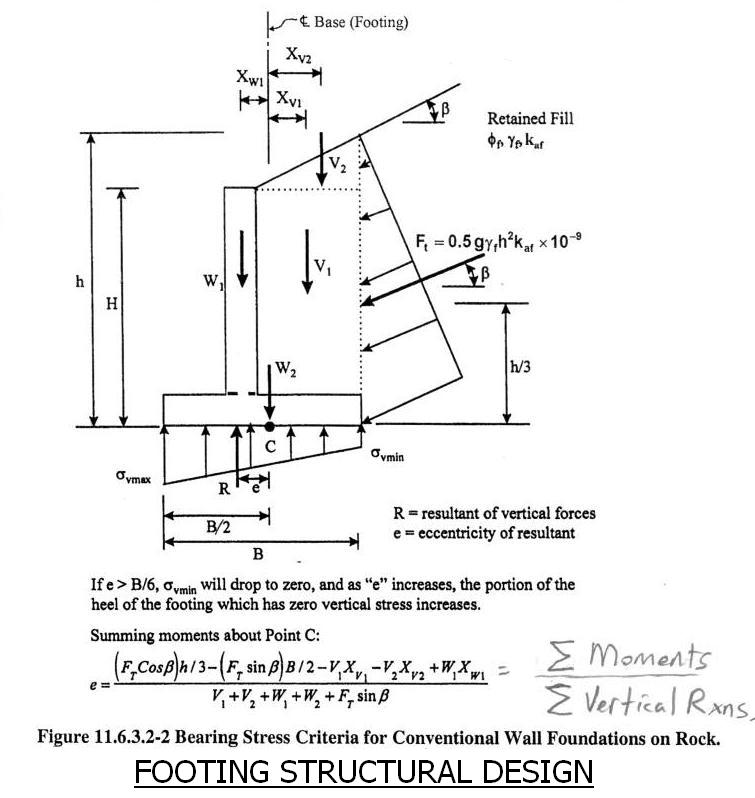 ℄ Base (Footing)
X_V2
X_W1
X_V1
β
Retained Fill
ϕ_f, γ_f, k_af
V_2
F_t = 0.5 gγ_f h²k_af × 10⁻⁹
β
W_1
V_1
h
H
h/3
W_2
C
σ_vmax
σ_vmin
R
e
B/2
B
R = resultant of vertical forces
e = eccentricity of resultant
If e > B/6, σ_vmin will drop to zero, and as “e” increases, the portion of the
heel of the footing which has zero vertical stress increases.
Summing moments about Point C:
e = ((F_T Cosβ)h/3−(F_T sinβ)B/2−V_1X_V1−V_2X_V2+W_1X_W1) / (V_1+V_2+W_1+W_2+F_T sinβ) = Σ Moments / Σ Vertical Rxns.
Figure 11.6.3.2-2 Bearing Stress Criteria for Conventional Wall Foundations on Rock.
FOOTING STRUCTURAL DESIGN